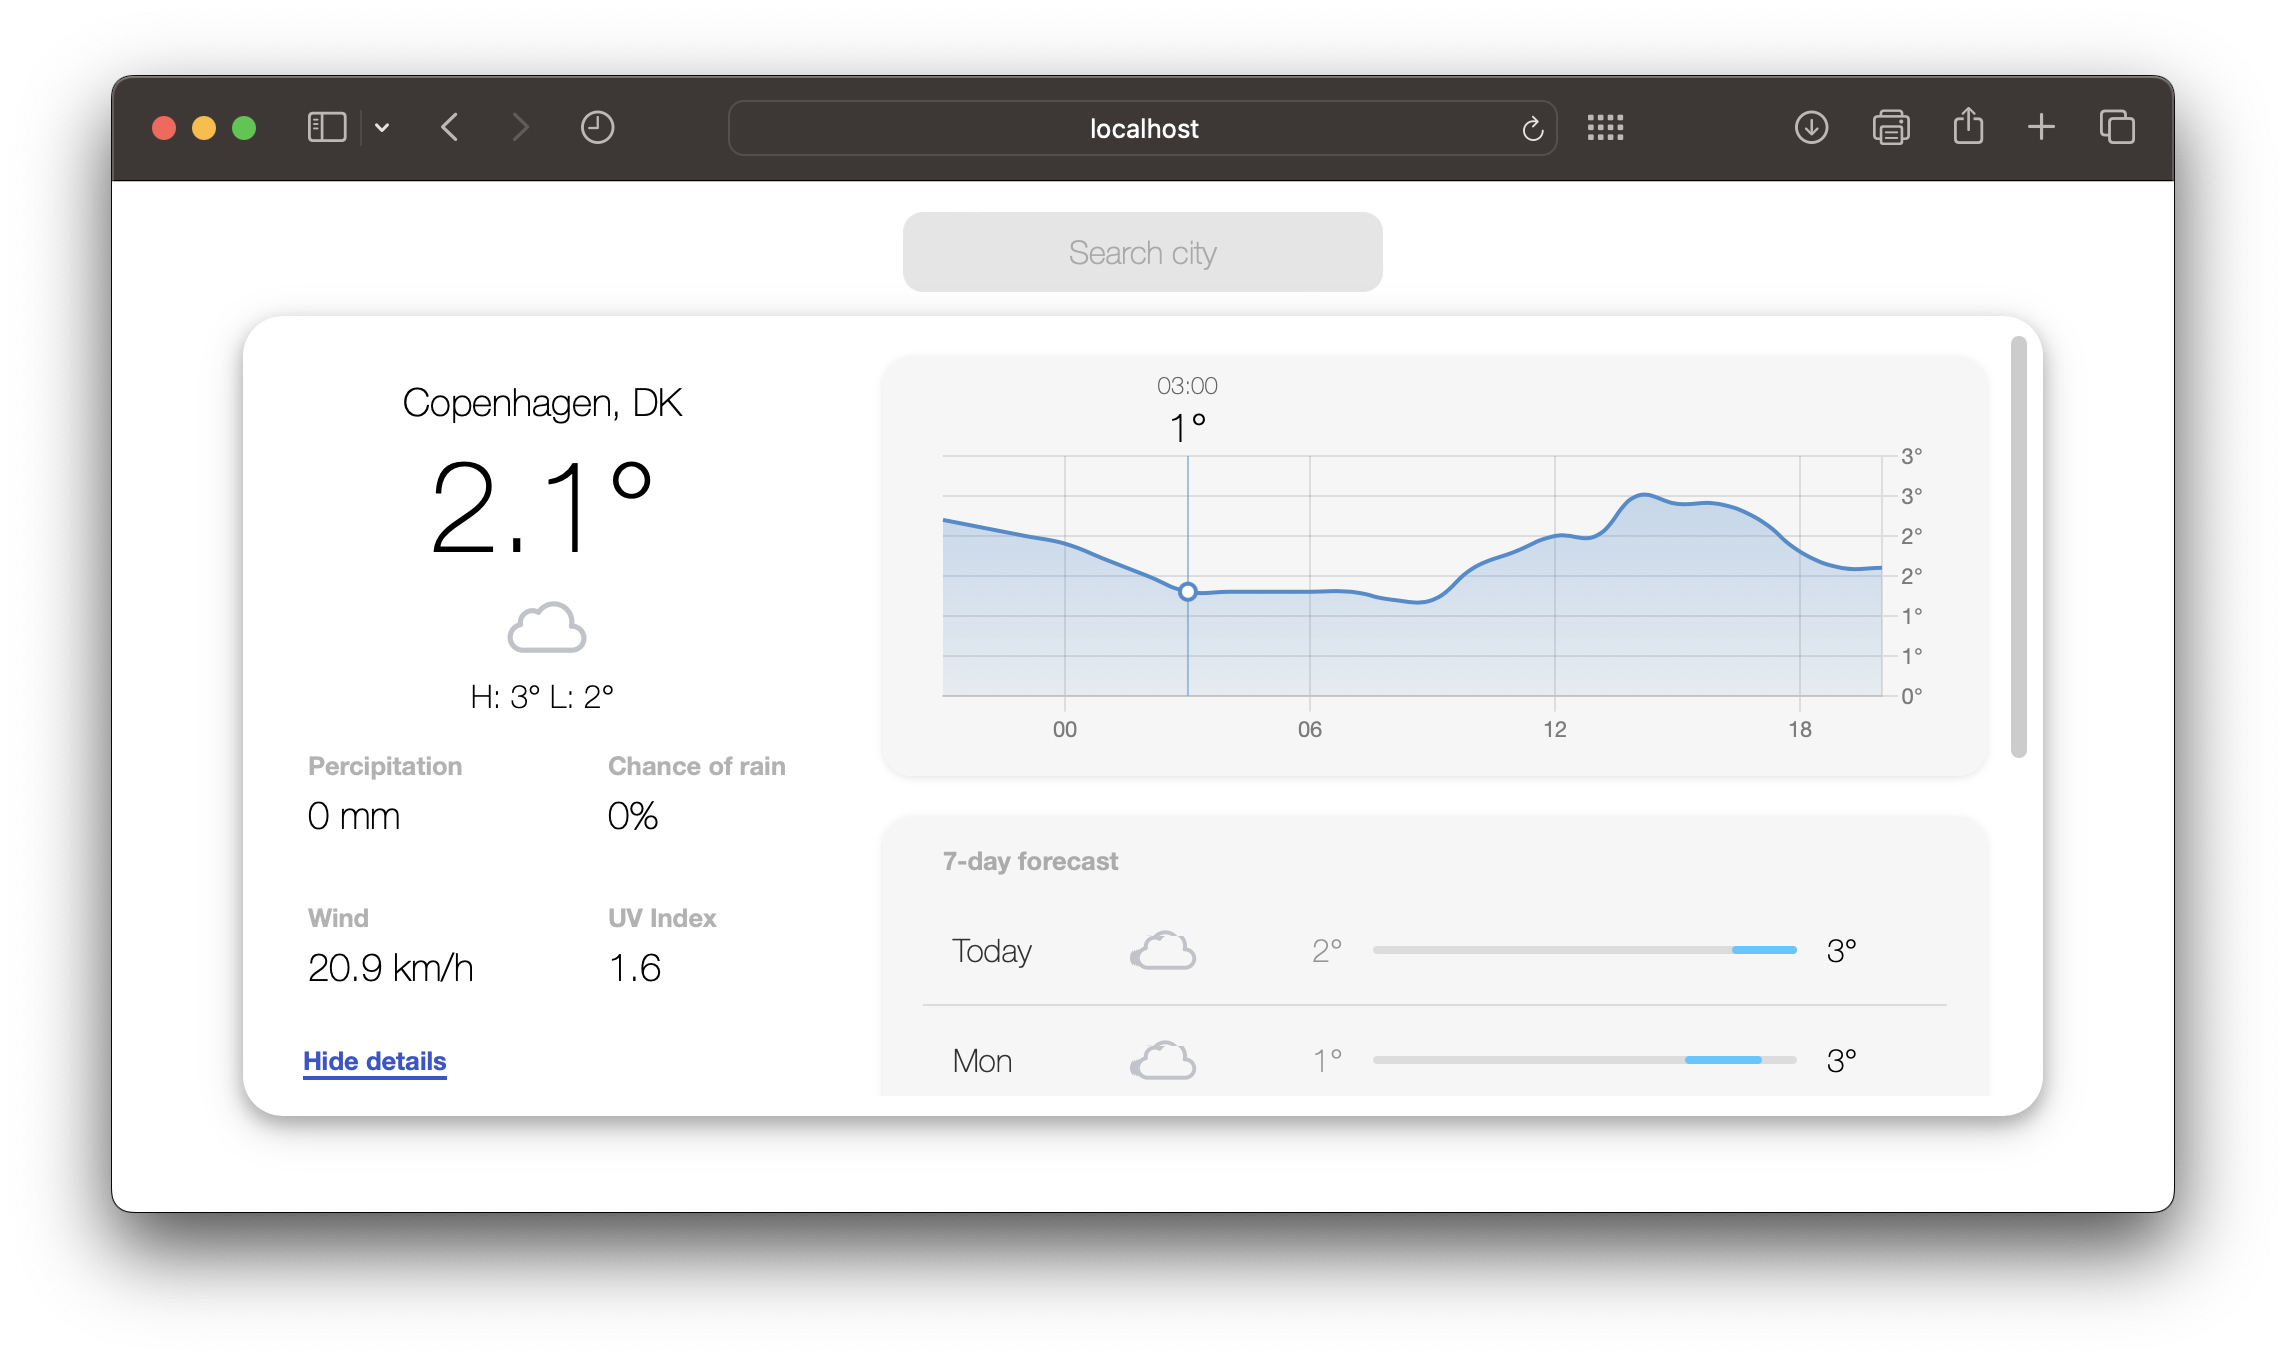 localhost
Search city
Copenhagen, DK
2.1°
H: 3° L: 2°
Percipitation
Chance of rain
0 mm
0%
Wind
UV Index
20.9 km/h
1.6
Hide details
03:00
1°
3°
3°
2°
2°
1°
1°
0°
00 06 12 18
7-day forecast
Today 2° 3°
Mon 1° 3°